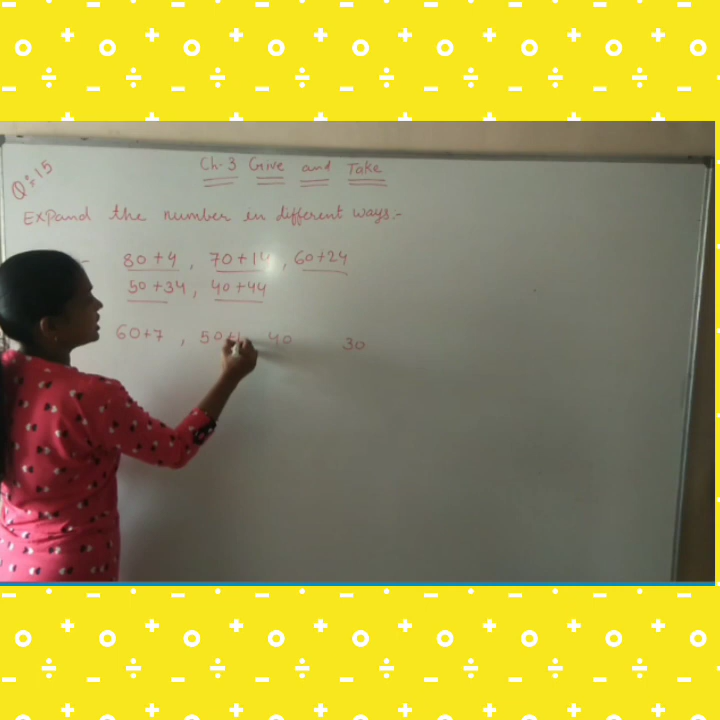 Ch-3 Give and Take
Q:15
Expand the number in different ways:-
- 80+4, 70+14, 60+24
50+34, 40+44
60+7, 50+ 40 30